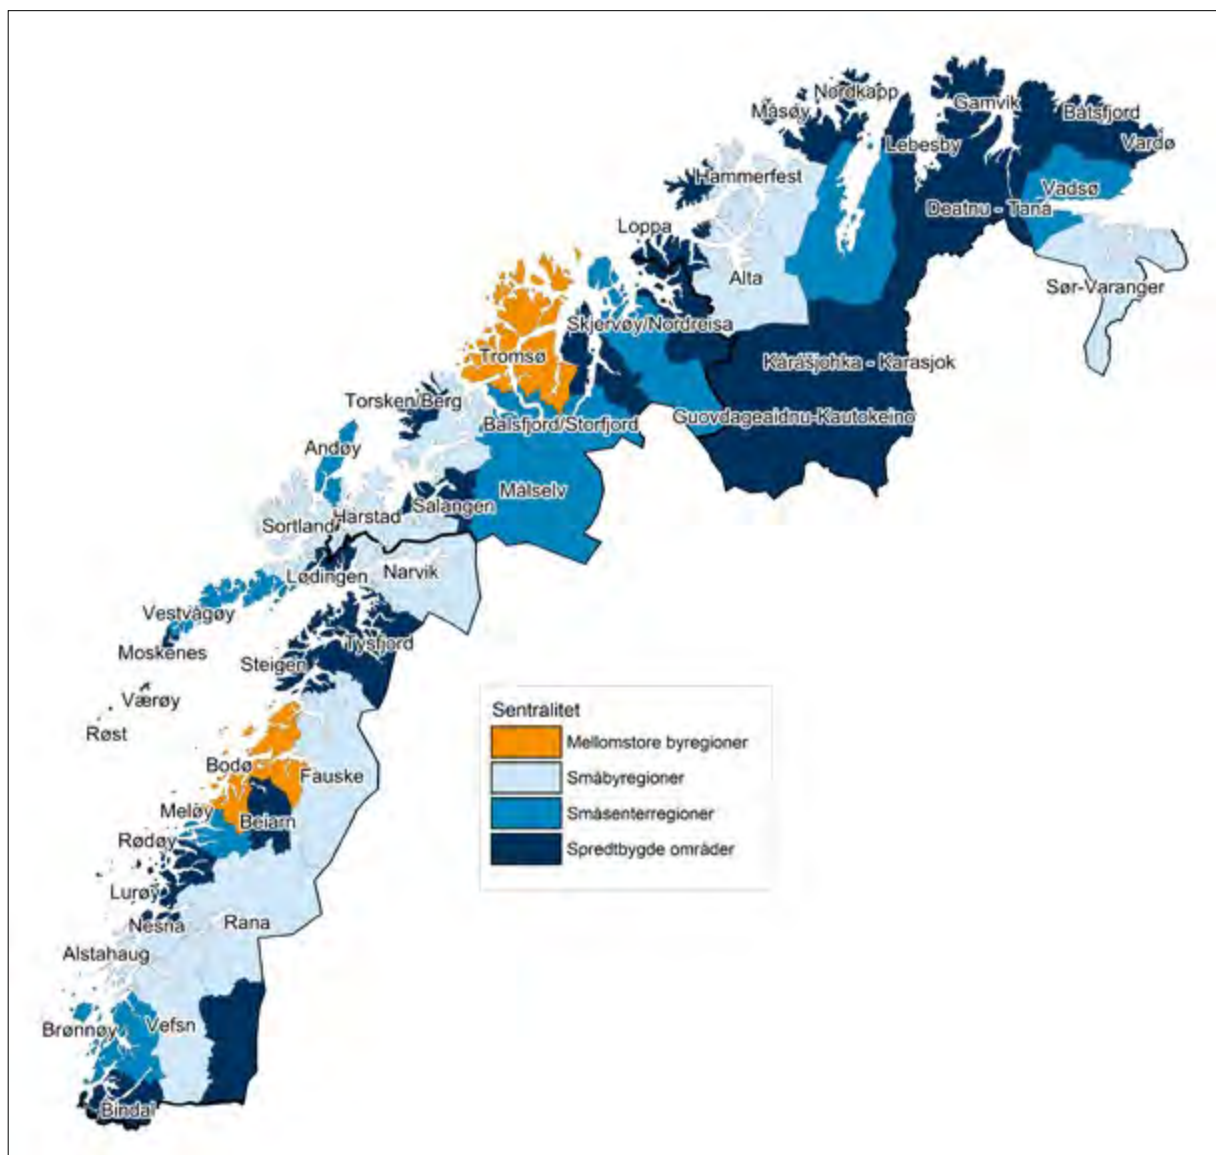 Nordkapp
Gamvik
Måsøy
Båtsfjord
Lebesby
Vardø
Hammerfest
Vadsø
Deatnu - Tana
Loppa
Alta
Sør-Varanger
Skjervøy/Nordreisa
Tromsø
Kárášjohka - Karasjok
Torsken/Berg
Guovdageaidnu-Kautokeino
Balsfjord/Storfjord
Andøy
Målselv
Salangen
Harstad
Sortland
Lødingen
Narvik
Vestvågøy
Tysfjord
Moskenes
Steigen
Værøy
Røst
Bodø
Fauske
Meløy
Beiarn
Rødøy
Lurøy
Nesna
Rana
Alstahaug
Vefsn
Brønnøy
Bindal
Sentralitet
Mellomstore byregioner
Småbyregioner
Småsenterregioner
Spredtbygde områder